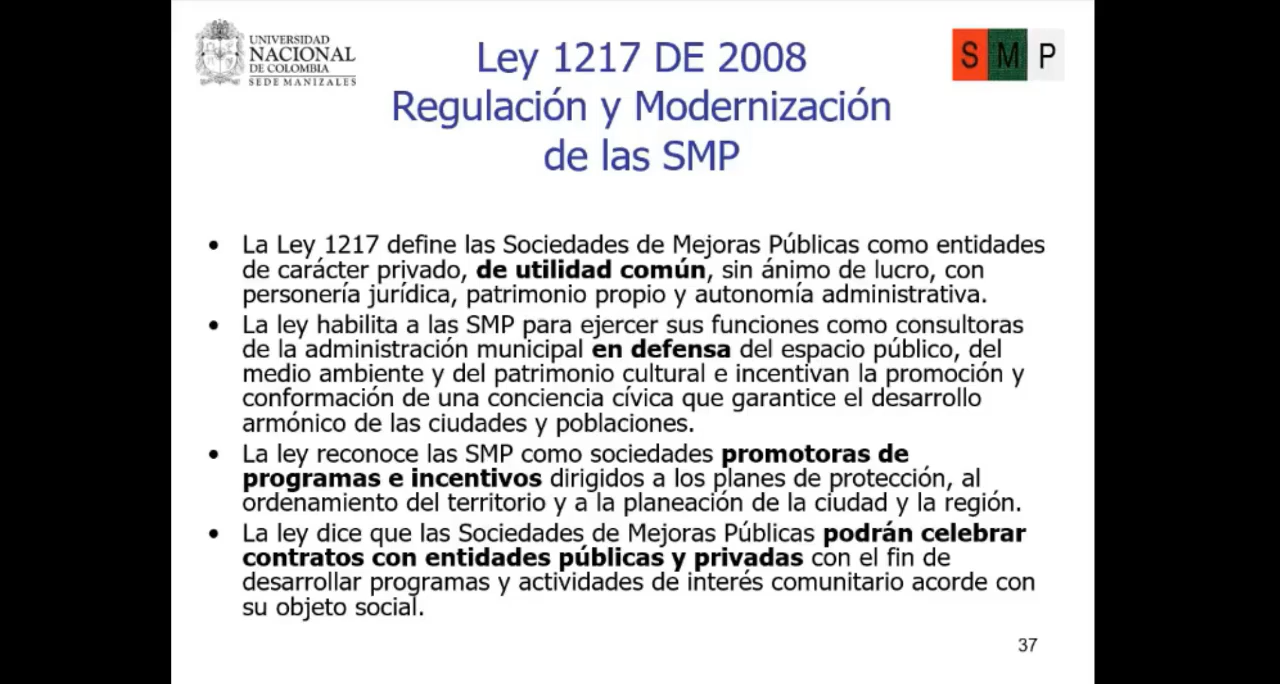 UNIVERSIDAD
NACIONAL
DE COLOMBIA
SEDE MANIZALES
Ley 1217 DE 2008
Regulación y Modernización
de las SMP
S M P
• La Ley 1217 define las Sociedades de Mejoras Públicas como entidades
de carácter privado, de utilidad común, sin ánimo de lucro, con
personería jurídica, patrimonio propio y autonomía administrativa.
• La ley habilita a las SMP para ejercer sus funciones como consultoras
de la administración municipal en defensa del espacio público, del
medio ambiente y del patrimonio cultural e incentivan la promoción y
conformación de una conciencia cívica que garantice el desarrollo
armónico de las ciudades y poblaciones.
• La ley reconoce las SMP como sociedades promotoras de
programas e incentivos dirigidos a los planes de protección, al
ordenamiento del territorio y a la planeación de la ciudad y la región.
• La ley dice que las Sociedades de Mejoras Públicas podrán celebrar
contratos con entidades públicas y privadas con el fin de
desarrollar programas y actividades de interés comunitario acorde con
su objeto social.
37